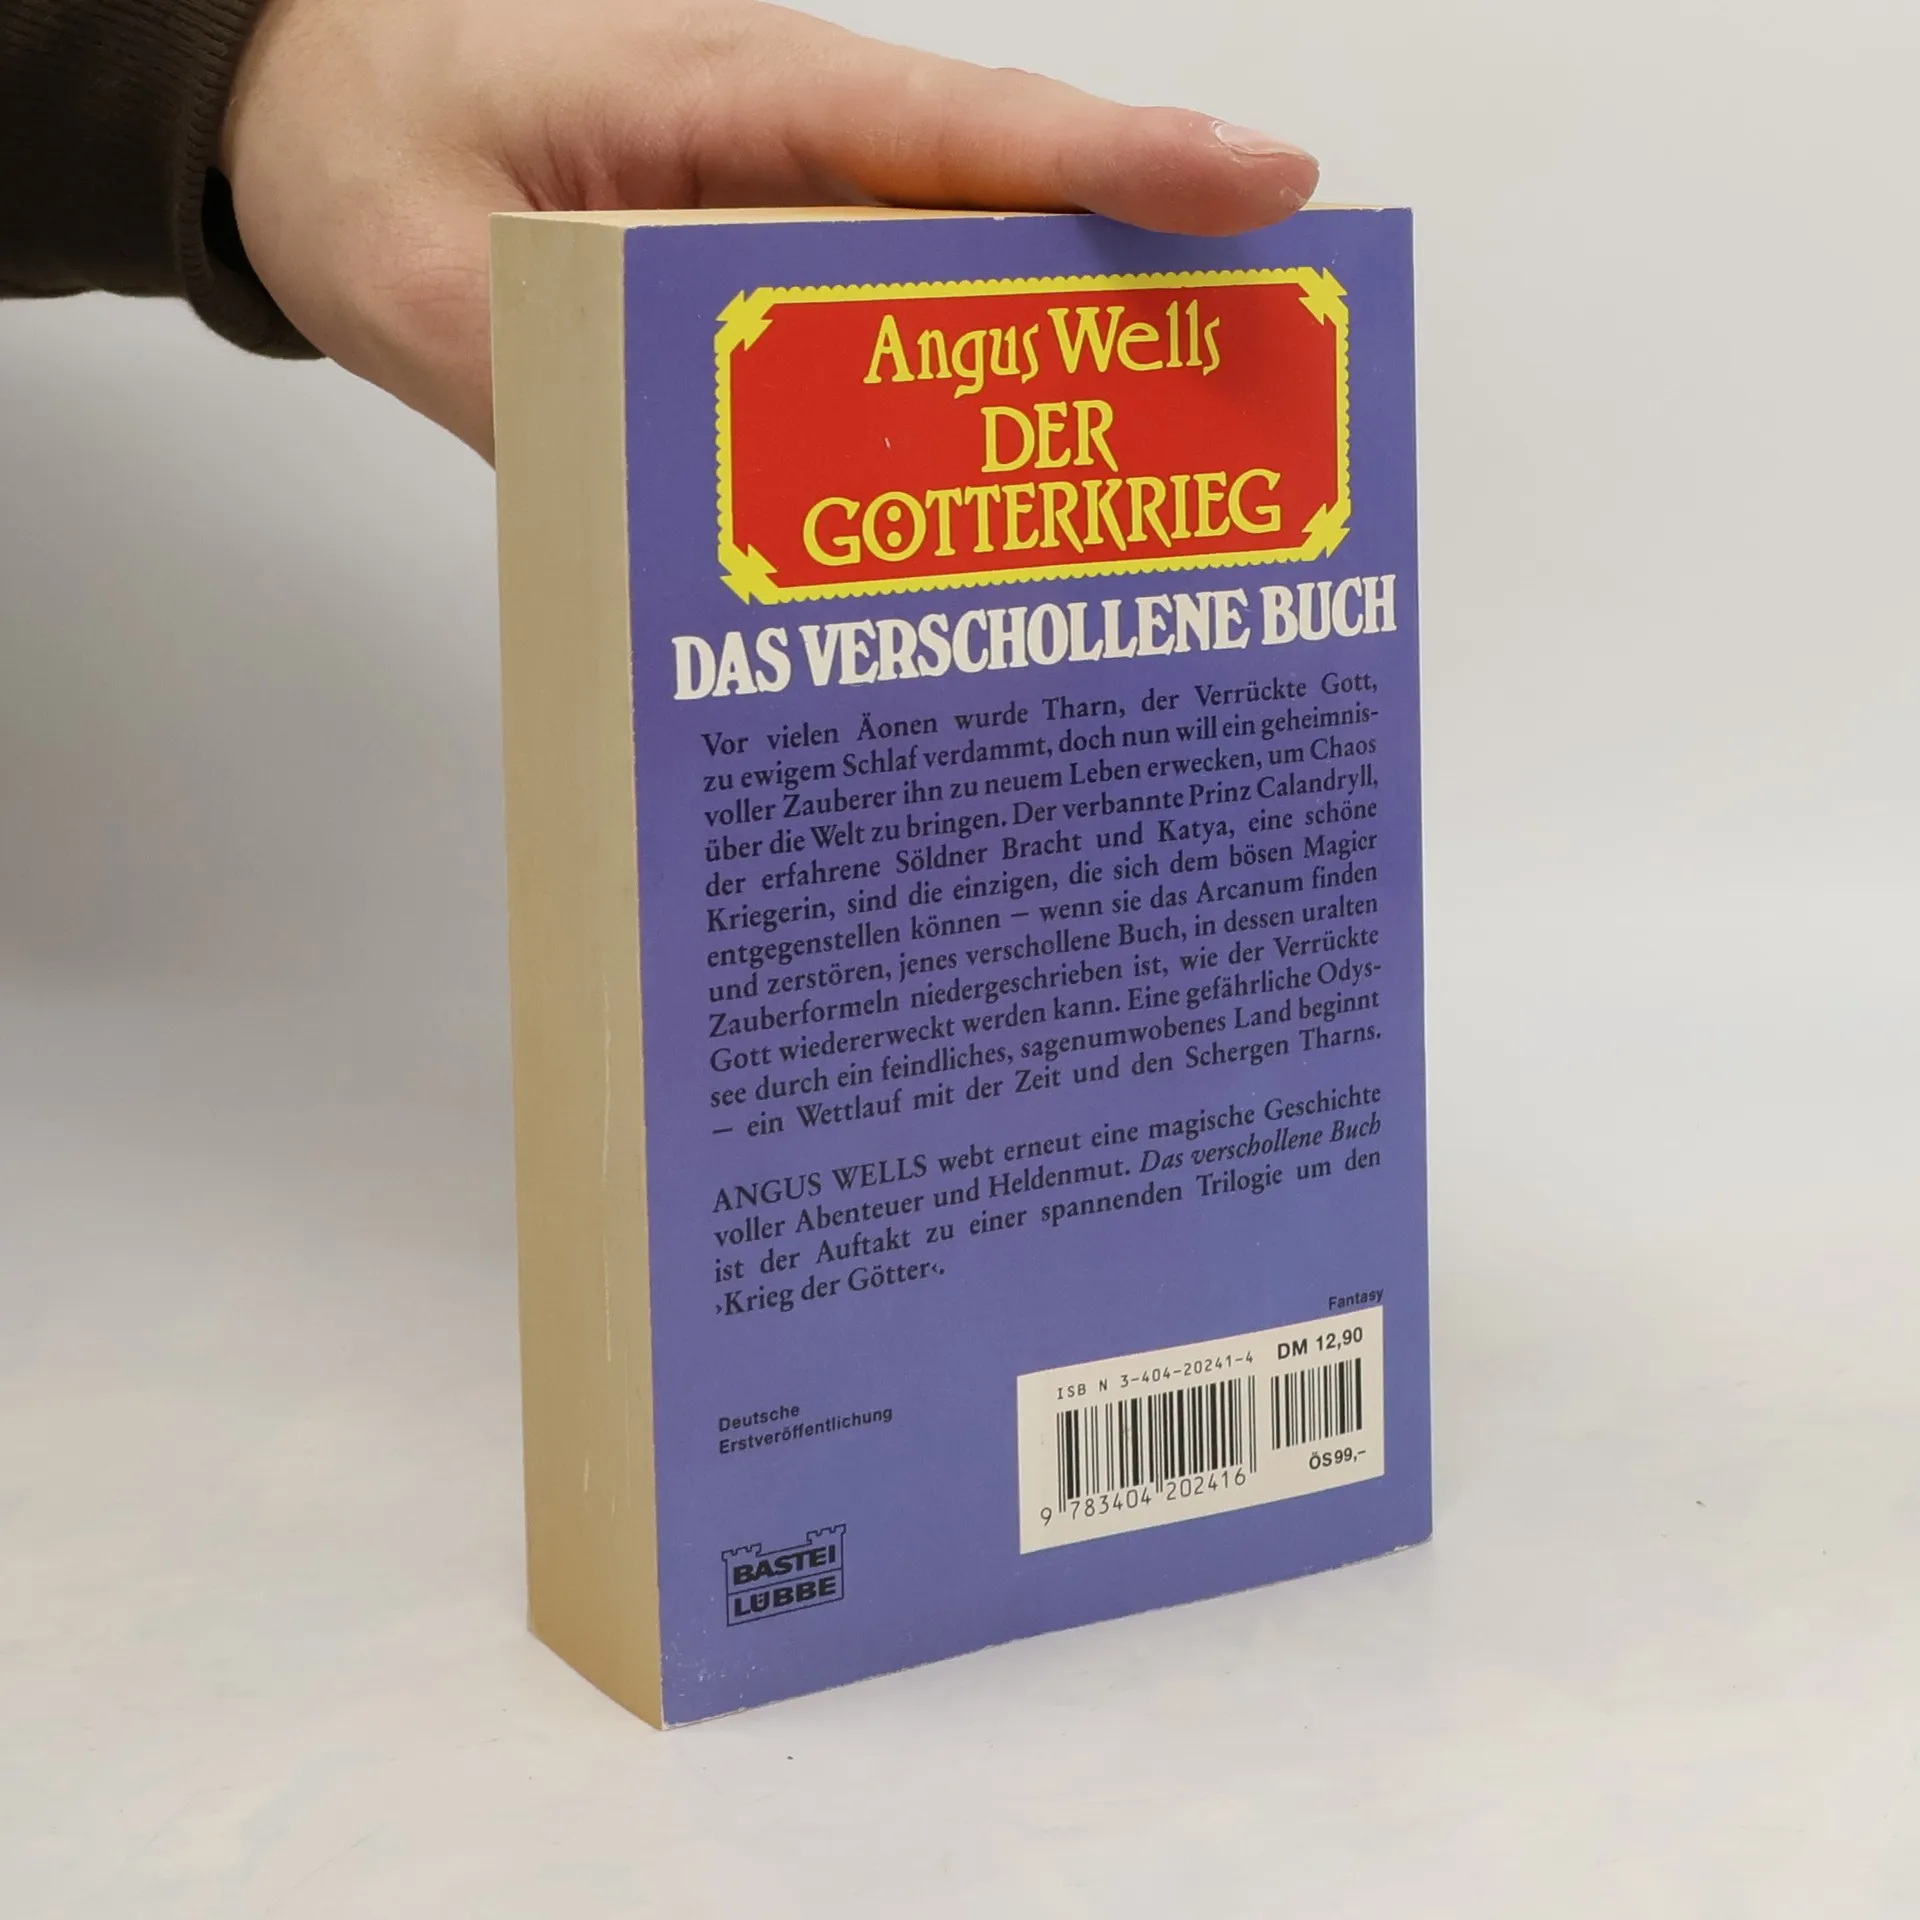 Angus Wells
DER
GÖTTERKRIEG
DAS VERSCHOLLENE BUCH
Vor vielen Äonen wurde Tharn, der Verrückte Gott,
zu ewigem Schlaf verdammt, doch nun will ein geheimnis-
voller Zauberer ihn zu neuem Leben erwecken, um Chaos
über die Welt zu bringen. Der verbannte Prinz Calandryll,
der erfahrene Söldner Bracht und Katya, eine schöne
Kriegerin, sind die einzigen, die sich dem bösen Magier
entgegenstellen können – wenn sie das Arcanum finden
und zerstören, jenes verschollene Buch, in dessen uralten
Zauberformeln niedergeschrieben ist, wie der Verrückte
Gott wiedererweckt werden kann. Eine gefährliche Odys-
see durch ein feindliches, sagenumwobenes Land beginnt
– ein Wettlauf mit der Zeit und den Schergen Tharns.
ANGUS WELLS webt erneut eine magische Geschichte
voller Abenteuer und Heldenmut. Das verschollene Buch
ist der Auftakt zu einer spannenden Trilogie um den
›Krieg der Götter‹.
Fantasy
ISBN 3-404-20241-4
DM 12,90
9 783404 202416
ÖS 99,–
Deutsche
Erstveröffentlichung
BASTEI
LÜBBE